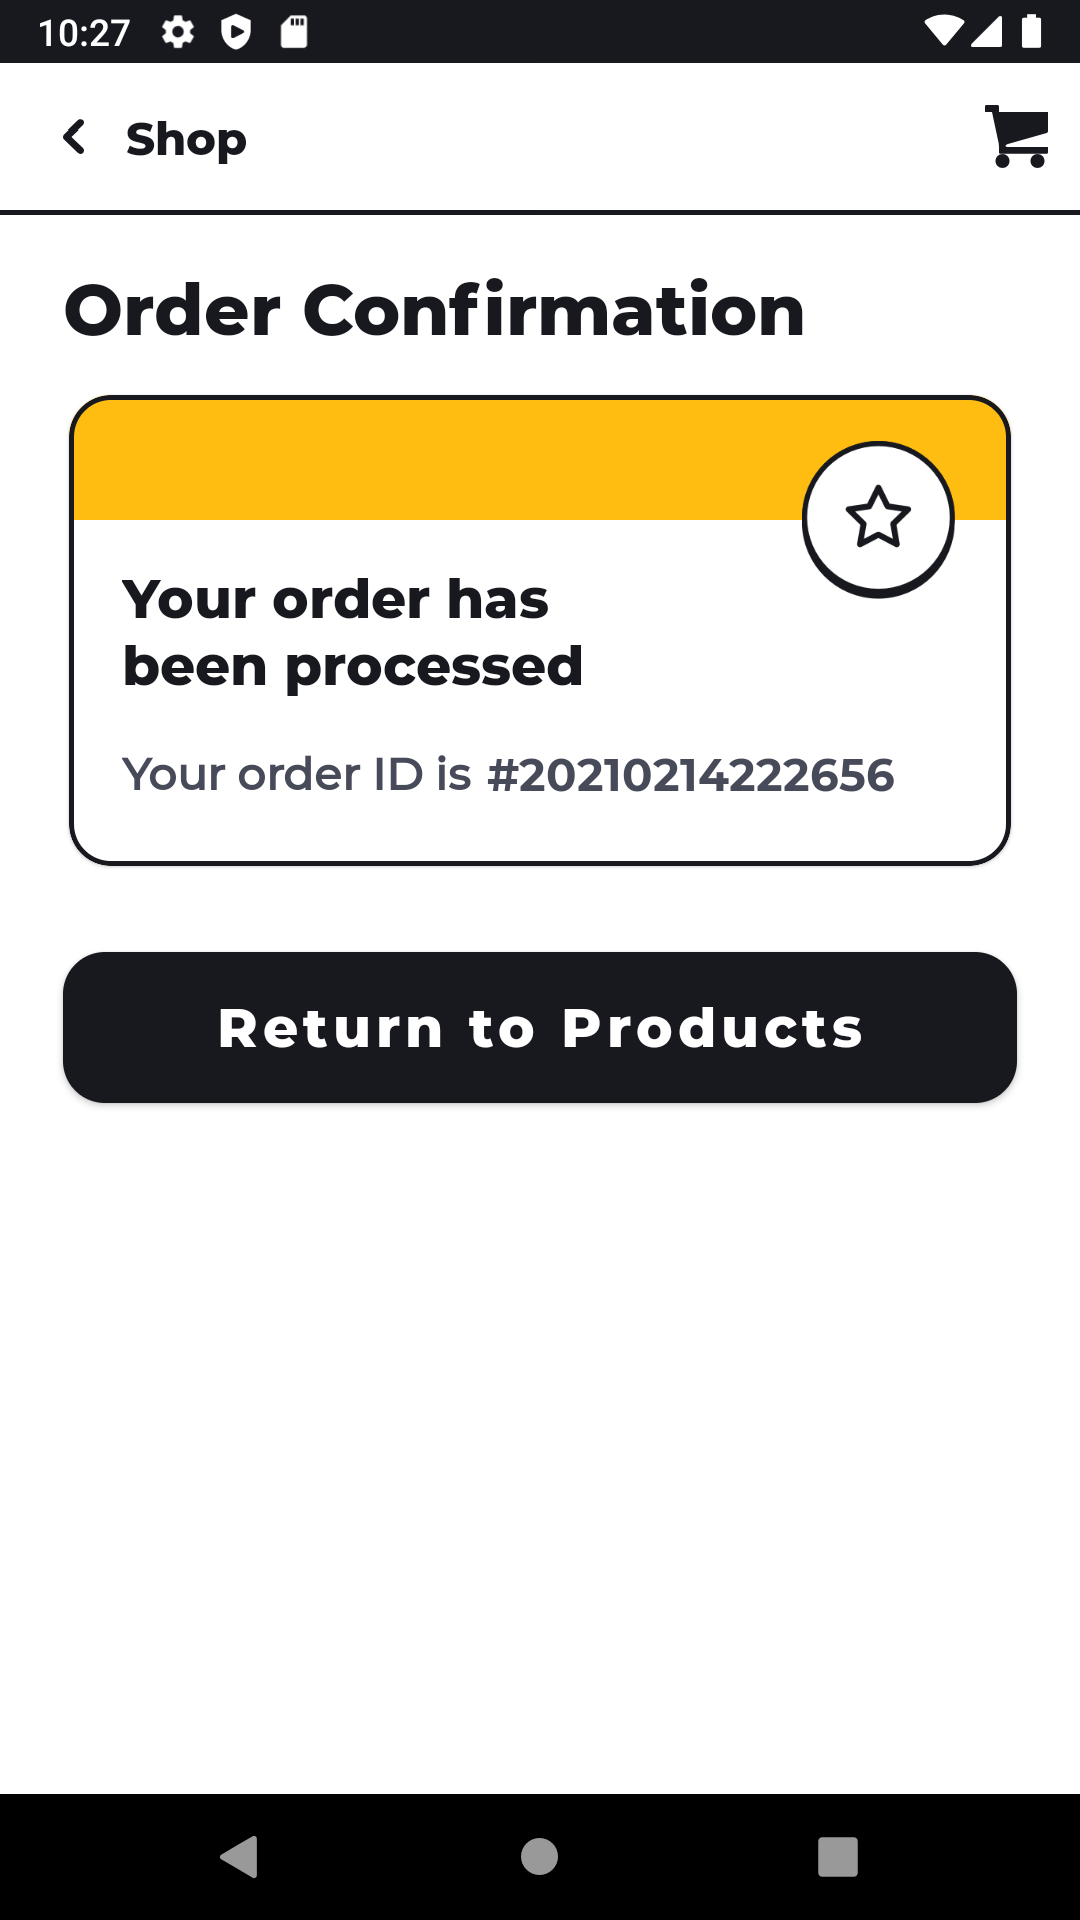 10:27
Shop
Order Confirmation
Your order has
been processed
Your order ID is #20210214222656
Return to Products